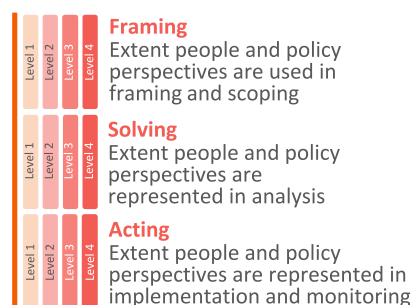 Level 1
Level 2
Level 3
Level 4
Framing
Extent people and policy
perspectives are used in
framing and scoping
Level 1
Level 2
Level 3
Level 4
Solving
Extent people and policy
perspectives are
represented in analysis
Level 1
Level 2
Level 3
Level 4
Acting
Extent people and policy
perspectives are represented in
implementation and monitoring